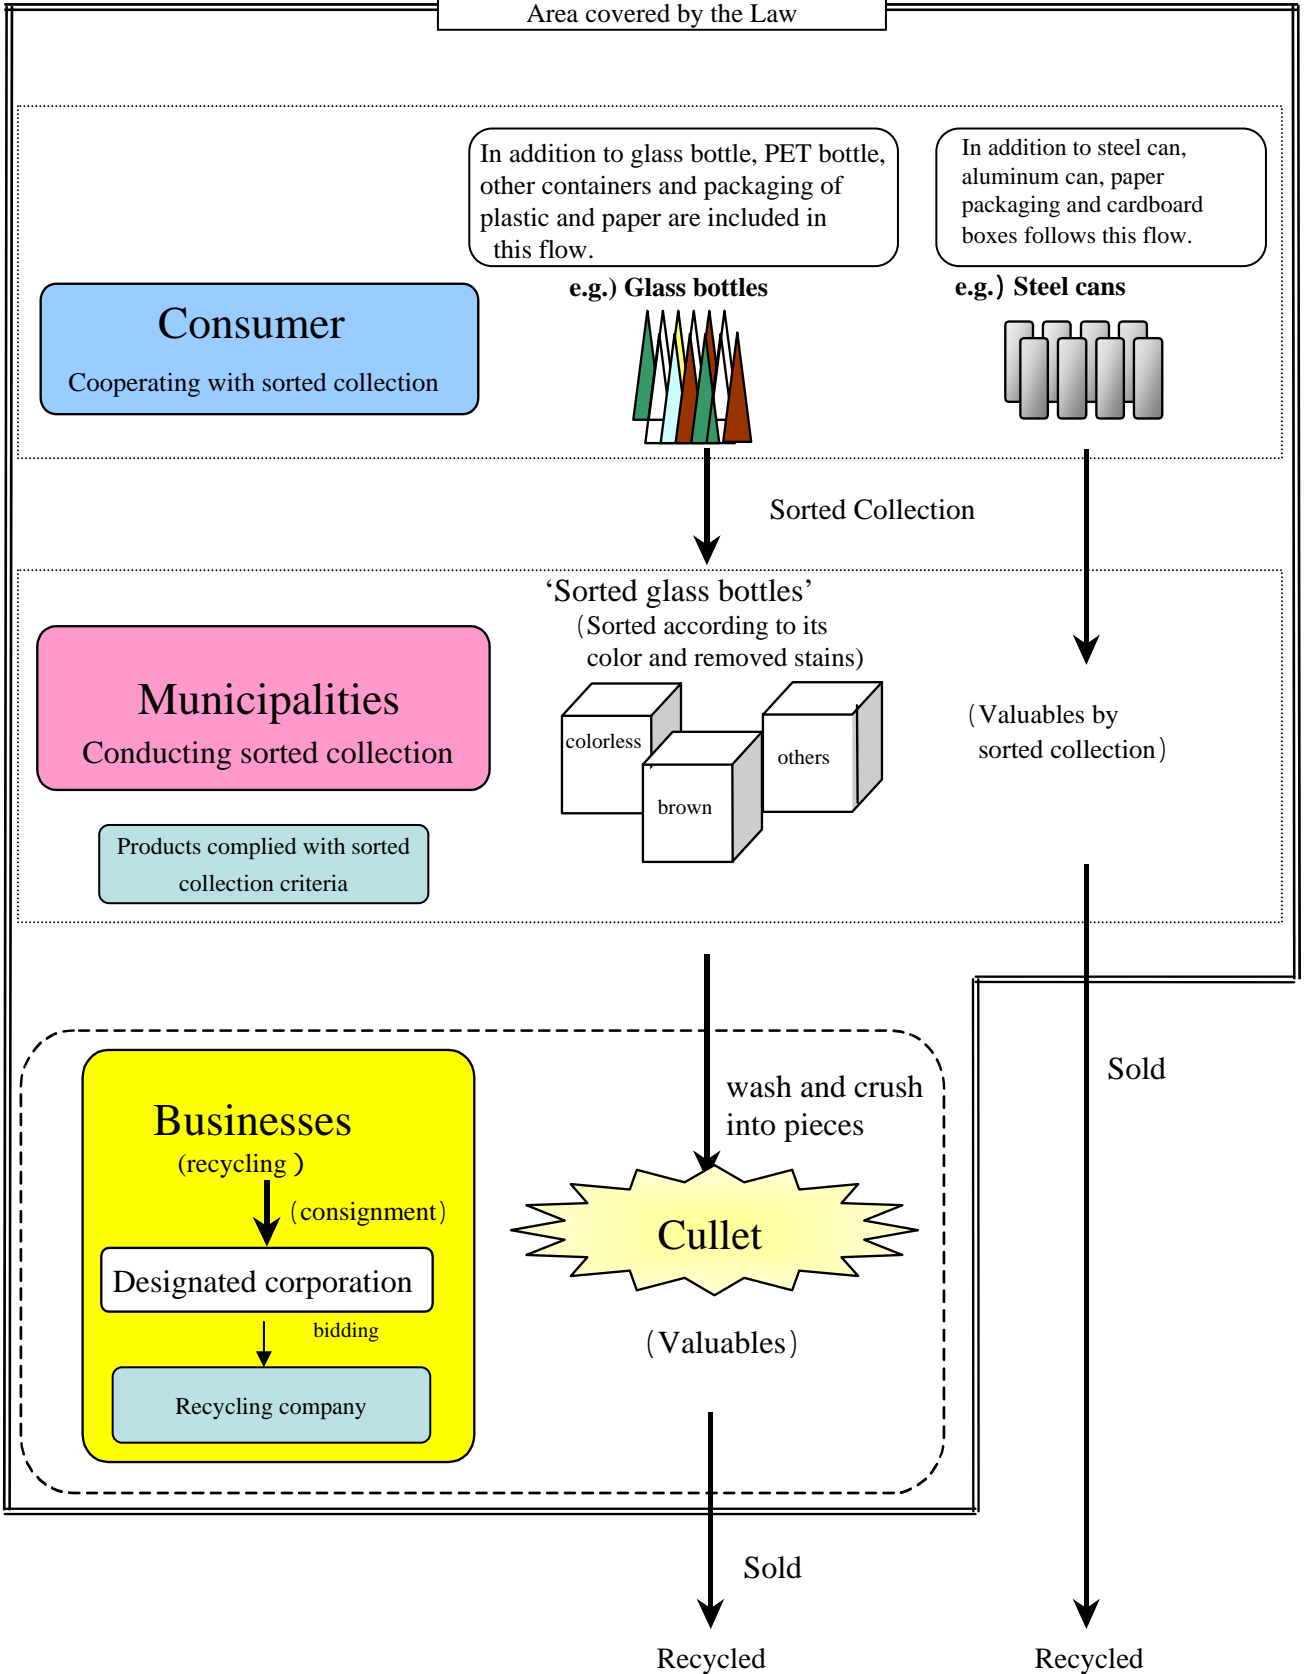 Area covered by the Law
In addition to glass bottle, PET bottle,
other containers and packaging of
plastic and paper are included in
this flow.
In addition to steel can,
aluminum can, paper
packaging and cardboard
boxes follows this flow.
e.g.) Glass bottles
e.g.) Steel cans
Consumer
Cooperating with sorted collection
Sorted Collection
‘Sorted glass bottles’
(Sorted according to its
color and removed stains)
Municipalities
Conducting sorted collection
colorless
brown
others
(Valuables by
sorted collection)
Products complied with sorted
collection criteria
Sold
wash and crush
into pieces
Businesses
(recycling)
(consignment)
Designated corporation
bidding
Recycling company
Cullet
(Valuables)
Sold
Recycled
Recycled